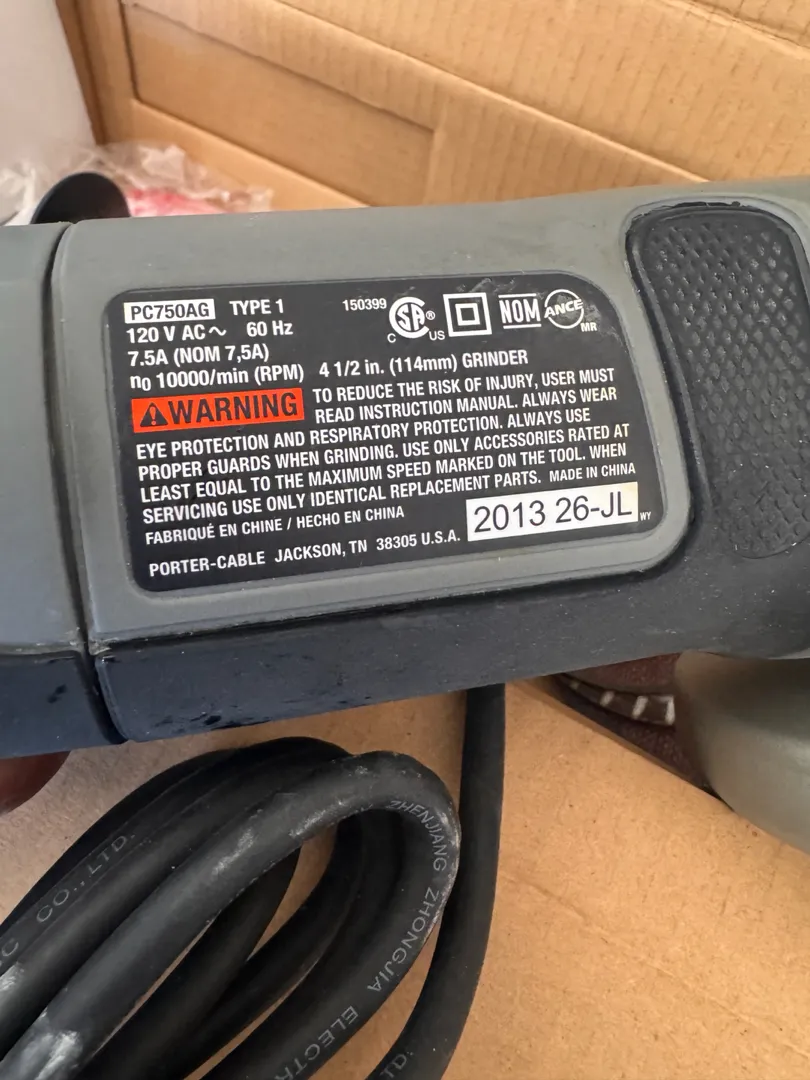 PC750AG TYPE 1
120 V AC～ 60 Hz
7.5A (NOM 7,5A)
n0 10000/min (RPM) 4 1/2 in. (114mm) GRINDER
150399 CSA® C US NOM ANCE MR
⚠WARNING TO REDUCE THE RISK OF INJURY, USER MUST
READ INSTRUCTION MANUAL. ALWAYS WEAR
EYE PROTECTION AND RESPIRATORY PROTECTION. ALWAYS USE
PROPER GUARDS WHEN GRINDING. USE ONLY ACCESSORIES RATED AT
LEAST EQUAL TO THE MAXIMUM SPEED MARKED ON THE TOOL. WHEN
SERVICING USE ONLY IDENTICAL REPLACEMENT PARTS. MADE IN CHINA
FABRIQUÉ EN CHINE / HECHO EN CHINA
2013 26-JL WY
PORTER-CABLE JACKSON, TN 38305 U.S.A.
CO., LTD.
ZHENJIANG ZHONGJIA